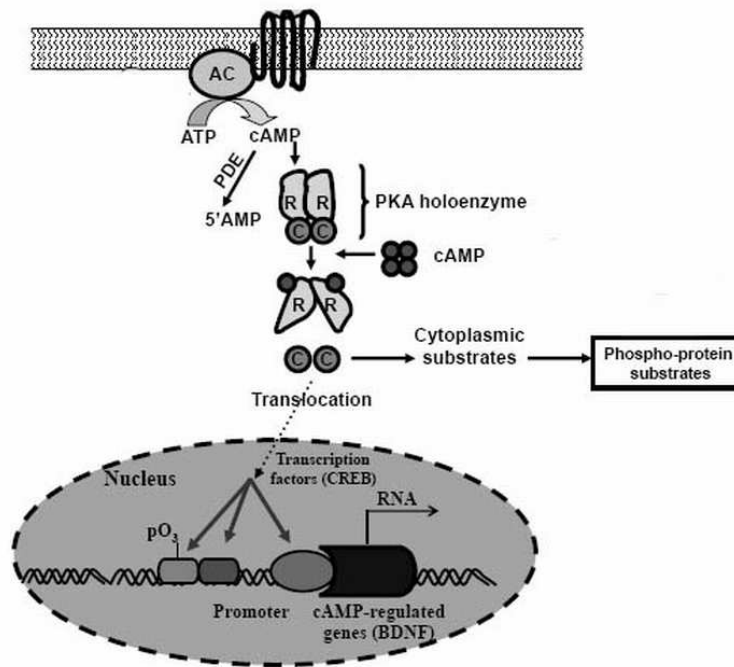 AC
ATP
cAMP
PDE
5'AMP
R R
C C
PKA holoenzyme
cAMP
R R
C C
Cytoplasmic
substrates
Phospho-protein
substrates
Translocation
Nucleus
Transcription
factors (CREB)
RNA
pO3
Promoter
cAMP-regulated
genes (BDNF)